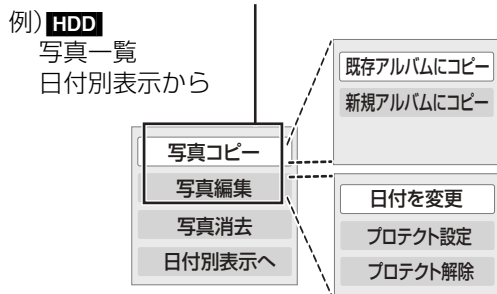 例) HDD
写真一覧
日付別表示から
写真コピー
写真編集
写真消去
日付別表示へ
既存アルバムにコピー
新規アルバムにコピー
日付を変更
プロテクト設定
プロテクト解除